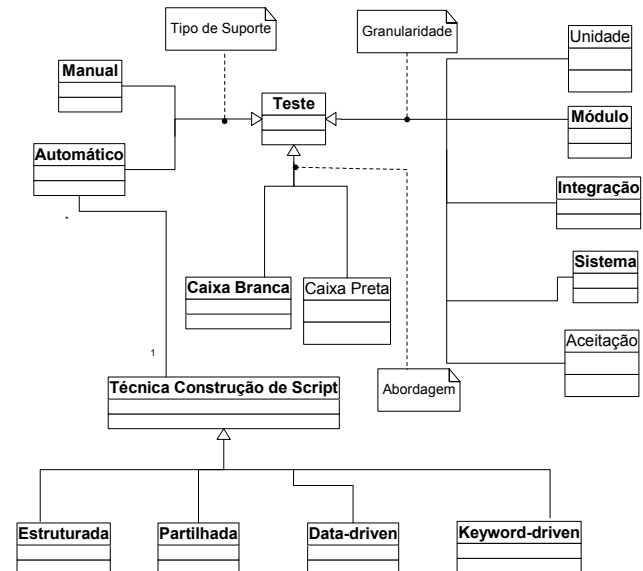 Tipo de Suporte
Granularidade
Unidade
Manual
Teste
Módulo
Automático
Integração
*
Sistema
Caixa Branca
Caixa Preta
Aceitação
1
Técnica Construção de Script
Abordagem
Estruturada
Partilhada
Data-driven
Keyword-driven